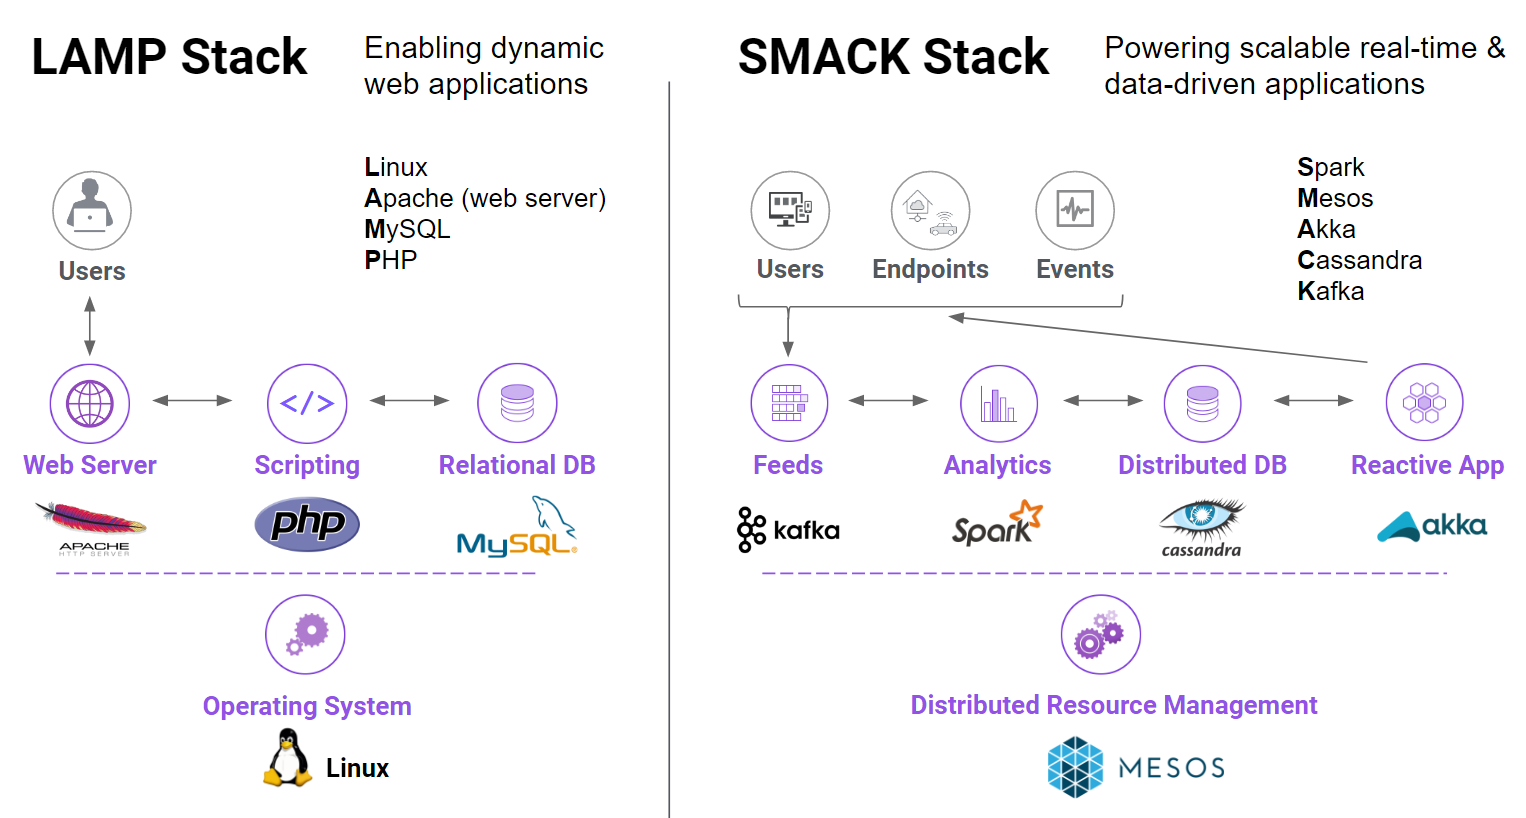 LAMP Stack
Enabling dynamic
web applications
Linux
Apache (web server)
MySQL
PHP
Users
</>
Web Server
Scripting
Relational DB
APACHE
HTTP SERVER
php
MySQL®
Operating System
Linux
SMACK Stack
Powering scalable real-time &
data-driven applications
Spark
Mesos
Akka
Cassandra
Kafka
Users
Endpoints
Events
Feeds
Analytics
Distributed DB
Reactive App
kafka
Spark
cassandra
akka
Distributed Resource Management
MESOS